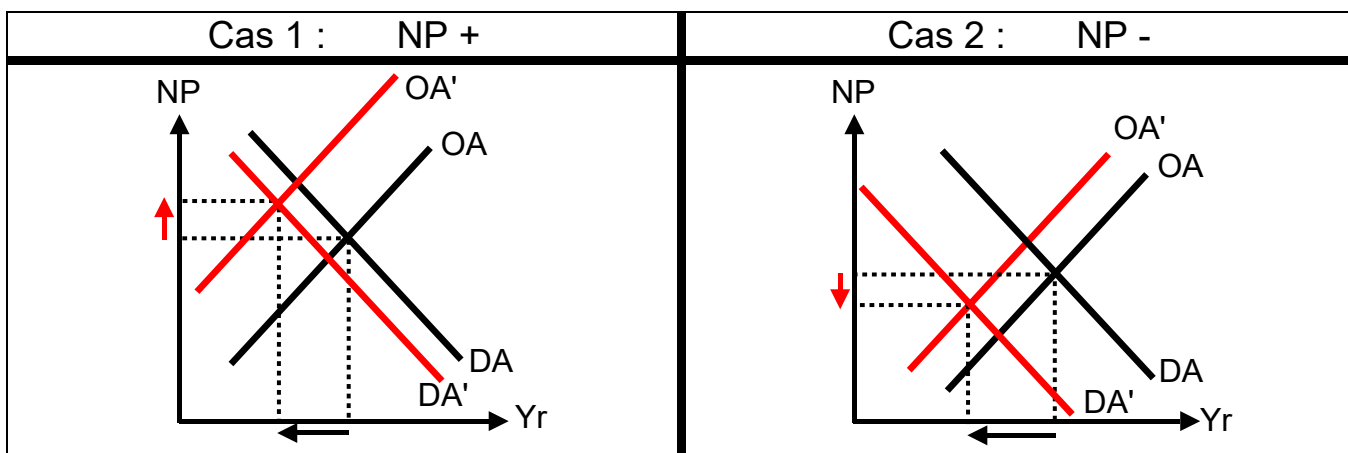 Cas 1 : NP +
Cas 2 : NP -
NP
OA'
OA
DA
DA'
Yr
NP
OA'
OA
DA
DA'
Yr